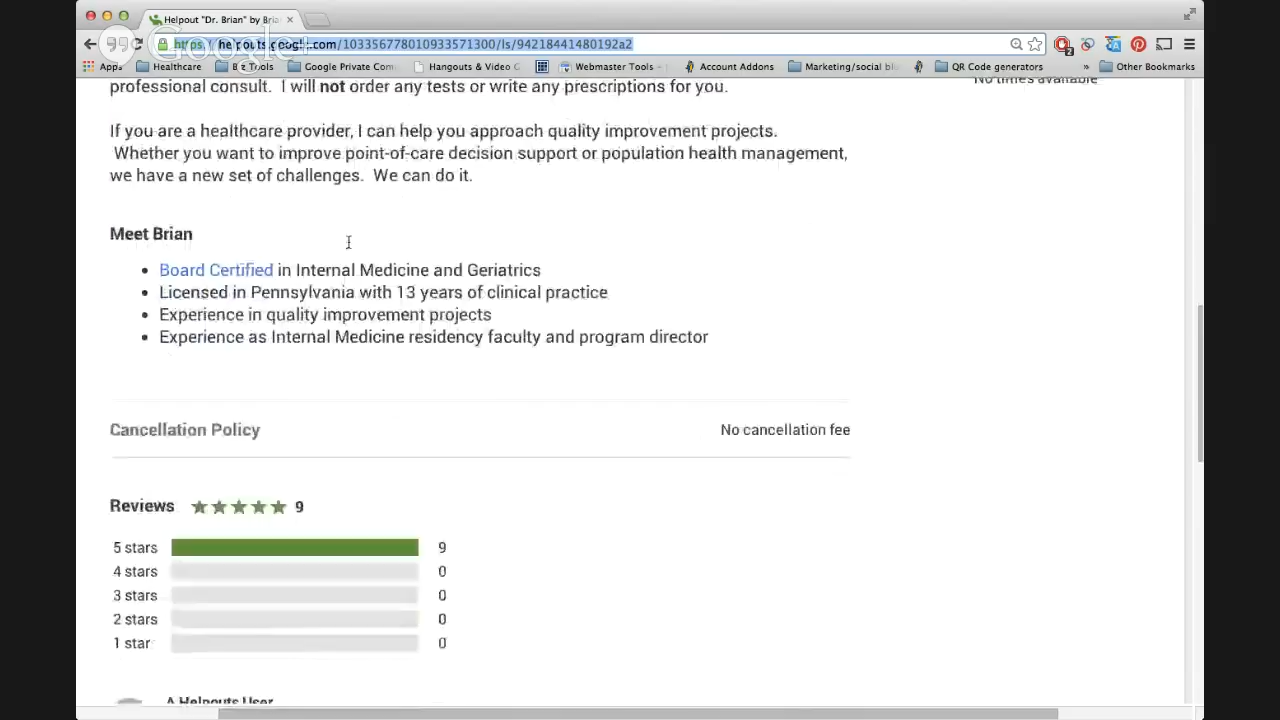 Helpout "Dr. Brian" by Bria
Google+
https://helpouts.google.com/103356778010933571300/ls/94218441480192a2
Apps Healthcare Biz Tools Google Private Com Hangouts & Video C Webmaster Tools - Account Addons Marketing/social bl QR Code generators » Other Bookmarks
No times available
professional consult. I will not order any tests or write any prescriptions for you.
If you are a healthcare provider, I can help you approach quality improvement projects.
Whether you want to improve point-of-care decision support or population health management,
we have a new set of challenges. We can do it.
Meet Brian
• Board Certified in Internal Medicine and Geriatrics
• Licensed in Pennsylvania with 13 years of clinical practice
• Experience in quality improvement projects
• Experience as Internal Medicine residency faculty and program director
Cancellation Policy No cancellation fee
Reviews ★★★★★ 9
5 stars 9
4 stars 0
3 stars 0
2 stars 0
1 star 0
A Helpouts User